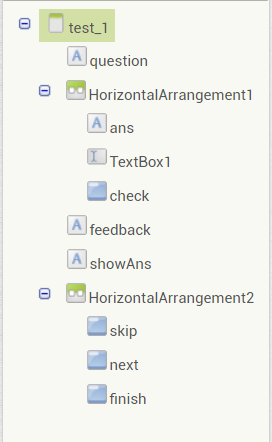 test_1
question
HorizontalArrangement1
ans
TextBox1
check
feedback
showAns
HorizontalArrangement2
skip
next
finish